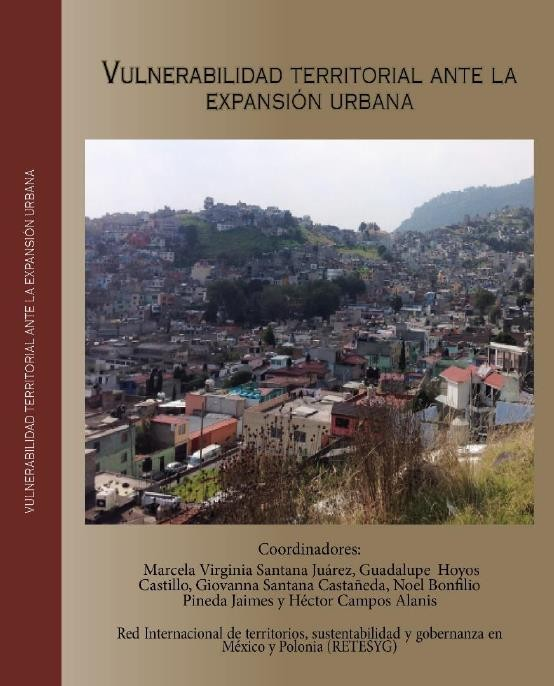 VULNERABILIDAD TERRITORIAL ANTE LA EXPANSION URBANA
VULNERABILIDAD TERRITORIAL ANTE LA
EXPANSIÓN URBANA
Coordinadores:
Marcela Virginia Santana Juárez, Guadalupe Hoyos
Castillo, Giovanna Santana Castañeda, Noel Bonfilio
Pineda Jaimes y Héctor Campos Alanis
Red Internacional de territorios, sustentabilidad y gobernanza en
México y Polonia (RETESYG)